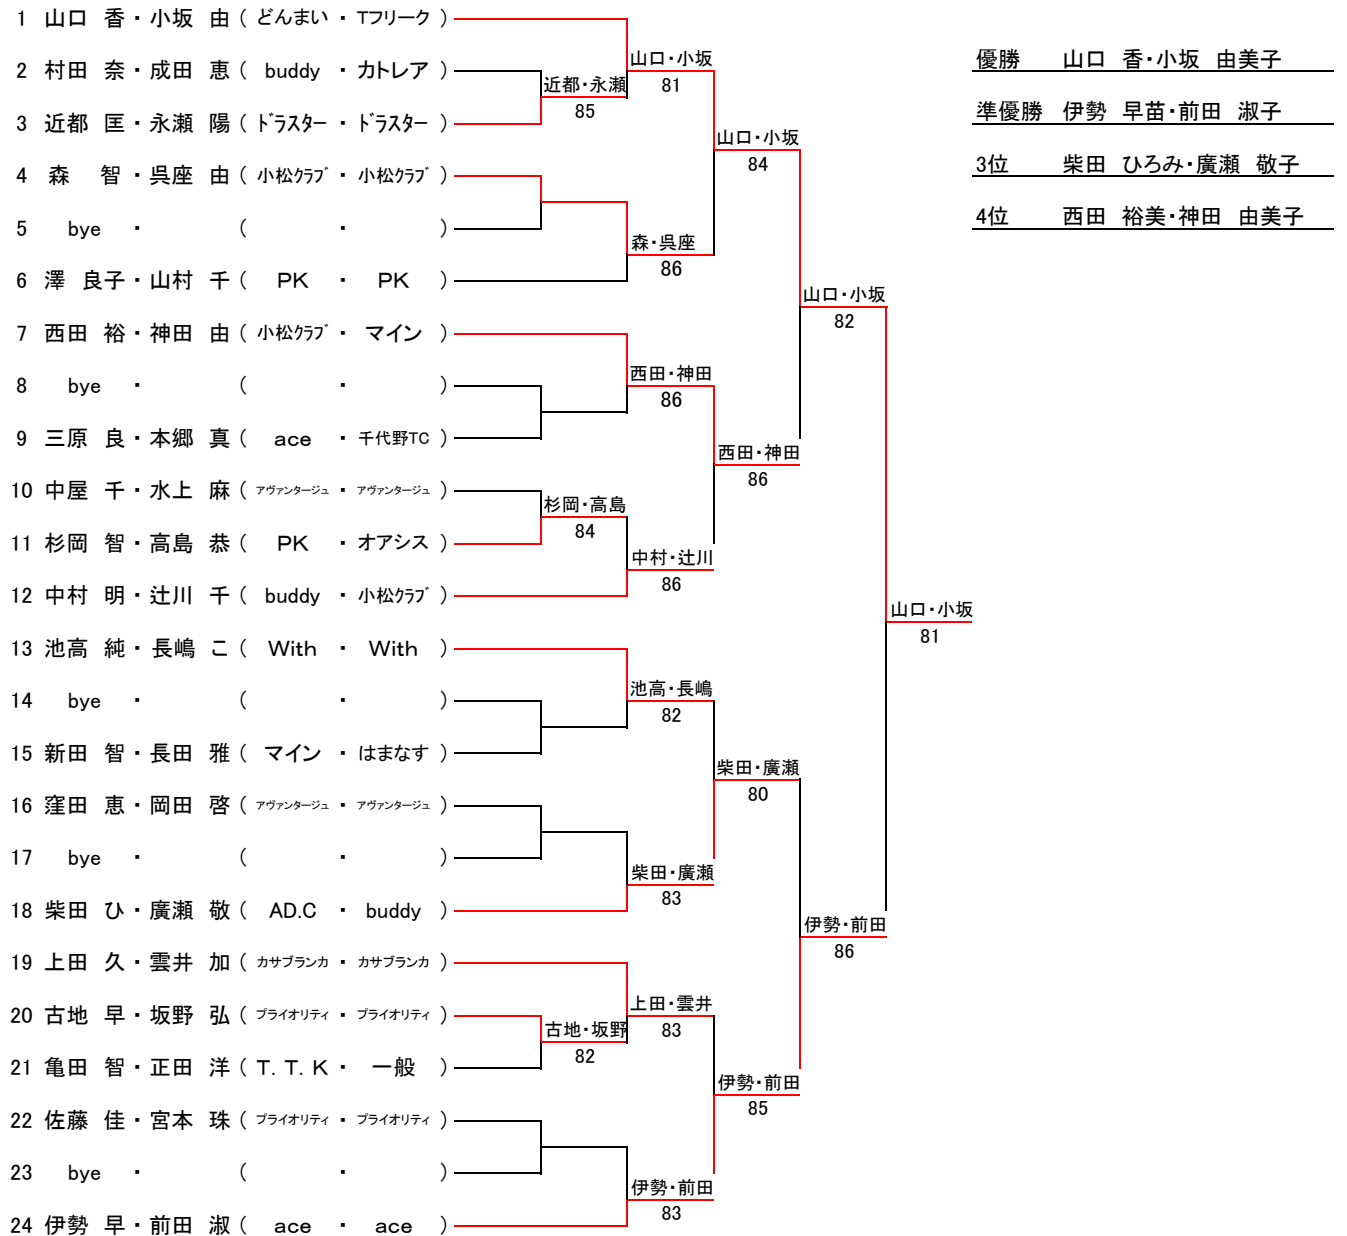 1 山口 香・小坂 由 ( どんまい ・ Tフリーク )
2 村田 奈・成田 恵 ( buddy ・ カトレア )
3 近都 匡・永瀬 陽 ( ﾄﾞﾗｽﾀｰ ・ ﾄﾞﾗｽﾀｰ )
4 森 智・呉座 由 ( 小松ｸﾗﾌﾞ ・ 小松ｸﾗﾌﾞ )
5 bye ・ ( ・ )
6 澤 良子・山村 千 ( PK ・ PK )
7 西田 裕・神田 由 ( 小松ｸﾗﾌﾞ ・ マイン )
8 bye ・ ( ・ )
9 三原 良・本郷 真 ( ace ・ 千代野TC )
10 中屋 千・水上 麻 ( アヴァンタージュ ・ アヴァンタージュ )
11 杉岡 智・高島 恭 ( PK ・ オアシス )
12 中村 明・辻川 千 ( buddy ・ 小松ｸﾗﾌﾞ )
13 池高 純・長嶋 こ ( With ・ With )
14 bye ・ ( ・ )
15 新田 智・長田 雅 ( マイン ・ はまなす )
16 窪田 恵・岡田 啓 ( アヴァンタージュ ・ アヴァンタージュ )
17 bye ・ ( ・ )
18 柴田 ひ・廣瀬 敬 ( AD.C ・ buddy )
19 上田 久・雲井 加 ( カサブランカ ・ カサブランカ )
20 古地 早・坂野 弘 ( プライオリティ ・ プライオリティ )
21 亀田 智・正田 洋 ( T．T．K ・ 一般 )
22 佐藤 佳・宮本 珠 ( プライオリティ ・ プライオリティ )
23 bye ・ ( ・ )
24 伊勢 早・前田 淑 ( ace ・ ace )
近都・永瀬
85
杉岡・高島
84
古地・坂野
82
山口・小坂
81
森・呉座
86
西田・神田
86
中村・辻川
86
池高・長嶋
82
柴田・廣瀬
83
上田・雲井
83
伊勢・前田
83
山口・小坂
84
西田・神田
86
柴田・廣瀬
80
伊勢・前田
85
山口・小坂
82
伊勢・前田
86
山口・小坂
81
優勝 山口 香・小坂 由美子
準優勝 伊勢 早苗・前田 淑子
3位 柴田 ひろみ・廣瀬 敬子
4位 西田 裕美・神田 由美子